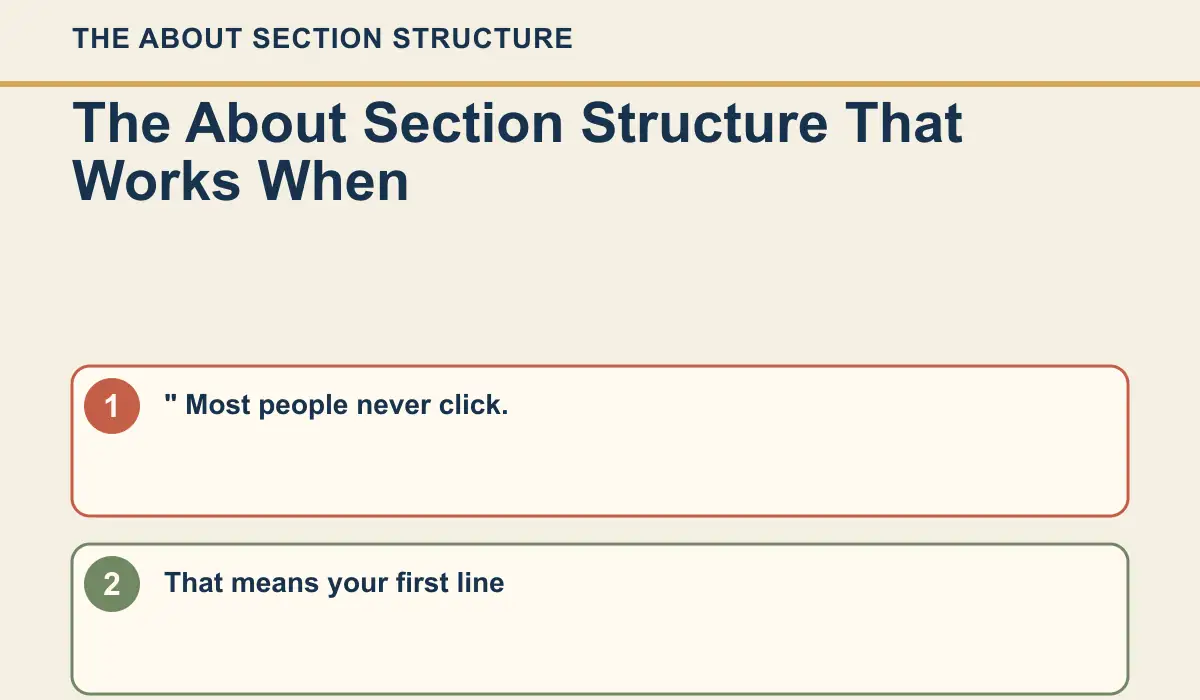 THE ABOUT SECTION STRUCTURE
The About Section Structure That
Works When
1
" Most people never click.
2
That means your first line